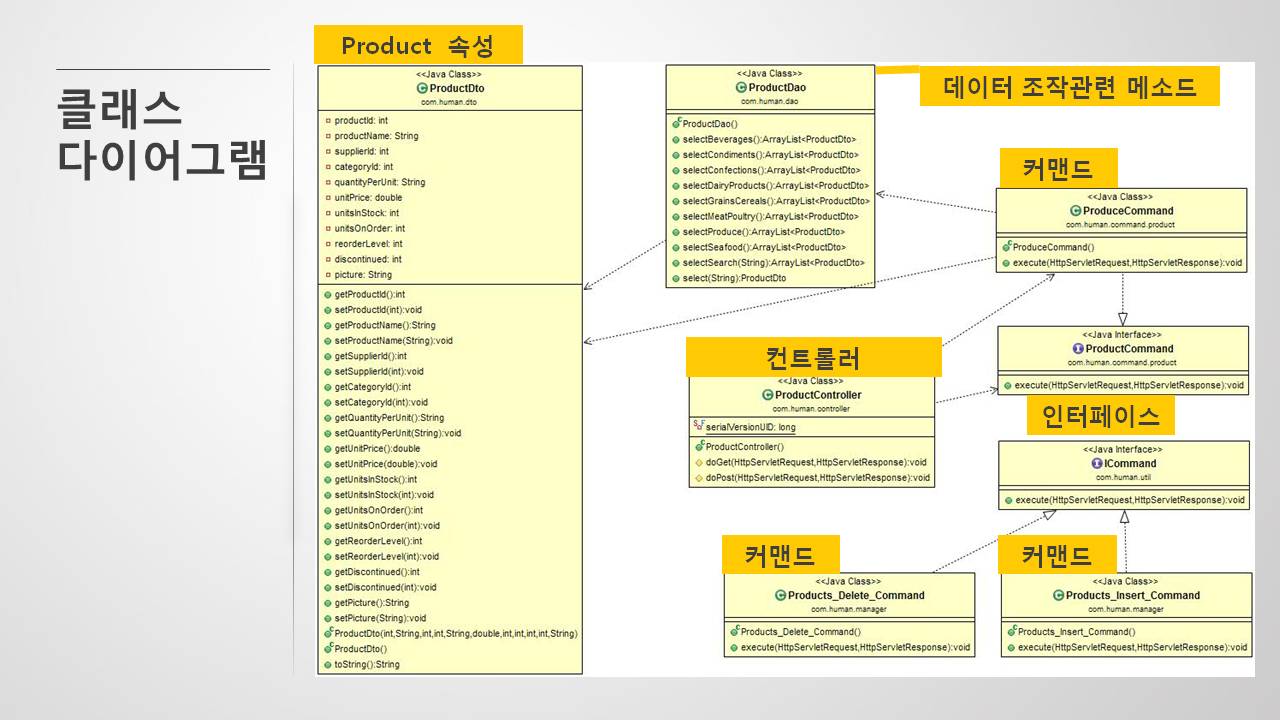 클래스
다이어그램
Product 속성
<<Java Class>>
ProductDto
com.human.dto
productId: int
productName: String
supplierId: int
categoryId: int
quantityPerUnit: String
unitPrice: double
unitsInStock: int
unitsOnOrder: int
reorderLevel: int
discontinued: int
picture: String
getProductId():int
setProductId(int):void
getProductName():String
setProductName(String):void
getSupplierId():int
setSupplierId(int):void
getCategoryId():int
setCategoryId(int):void
getQuantityPerUnit():String
setQuantityPerUnit(String):void
getUnitPrice():double
setUnitPrice(double):void
getUnitsInStock():int
setUnitsInStock(int):void
getUnitsOnOrder():int
setUnitsOnOrder(int):void
getReorderLevel():int
setReorderLevel(int):void
getDiscontinued():int
setDiscontinued(int):void
getPicture():String
setPicture(String):void
ProductDto(int,String,int,int,String,double,int,int,int,int,String)
ProductDto()
toString():String
<<Java Class>>
ProductDao
com.human.dao
ProductDao()
selectBeverages():ArrayList<ProductDto>
selectCondiments():ArrayList<ProductDto>
selectConfections():ArrayList<ProductDto>
selectDairyProducts():ArrayList<ProductDto>
selectGrainsCereals():ArrayList<ProductDto>
selectMeatPoultry():ArrayList<ProductDto>
selectProduce():ArrayList<ProductDto>
selectSeafood():ArrayList<ProductDto>
selectSearch(String):ArrayList<ProductDto>
select(String):ProductDto
데이터 조작관련 메소드
커맨드
<<Java Class>>
ProduceCommand
com.human.command.product
ProduceCommand()
execute(HttpServletRequest,HttpServletResponse):void
<<Java Interface>>
ProductCommand
com.human.command.product
execute(HttpServletRequest,HttpServletResponse):void
컨트롤러
<<Java Class>>
ProductController
com.human.controller
serialVersionUID: long
ProductController()
doGet(HttpServletRequest,HttpServletResponse):void
doPost(HttpServletRequest,HttpServletResponse):void
인터페이스
<<Java Interface>>
ICommand
com.human.util
execute(HttpServletRequest,HttpServletResponse):void
커맨드
<<Java Class>>
Products_Delete_Command
com.human.manager
Products_Delete_Command()
execute(HttpServletRequest,HttpServletResponse):void
커맨드
<<Java Class>>
Products_Insert_Command
com.human.manager
Products_Insert_Command()
execute(HttpServletRequest,HttpServletResponse):void